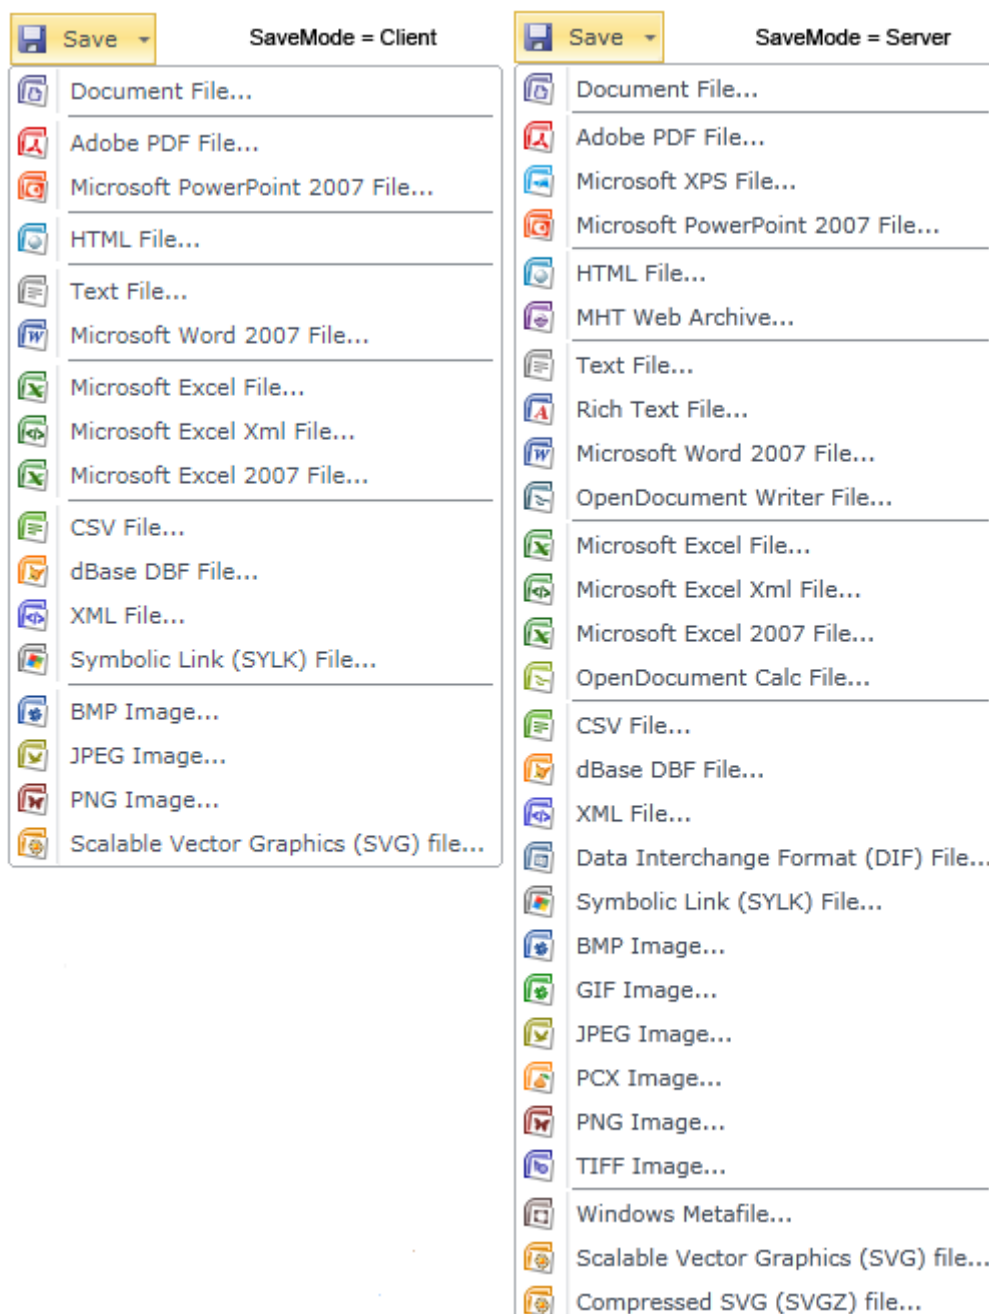 Save
SaveMode = Client
Document File...
Adobe PDF File...
Microsoft PowerPoint 2007 File...
HTML File...
Text File...
Microsoft Word 2007 File...
Microsoft Excel File...
Microsoft Excel Xml File...
Microsoft Excel 2007 File...
CSV File...
dBase DBF File...
XML File...
Symbolic Link (SYLK) File...
BMP Image...
JPEG Image...
PNG Image...
Scalable Vector Graphics (SVG) file...
Save
SaveMode = Server
Document File...
Adobe PDF File...
Microsoft XPS File...
Microsoft PowerPoint 2007 File...
HTML File...
MHT Web Archive...
Text File...
Rich Text File...
Microsoft Word 2007 File...
OpenDocument Writer File...
Microsoft Excel File...
Microsoft Excel Xml File...
Microsoft Excel 2007 File...
OpenDocument Calc File...
CSV File...
dBase DBF File...
XML File...
Data Interchange Format (DIF) File...
Symbolic Link (SYLK) File...
BMP Image...
GIF Image...
JPEG Image...
PCX Image...
PNG Image...
TIFF Image...
Windows Metafile...
Scalable Vector Graphics (SVG) file...
Compressed SVG (SVGZ) file...